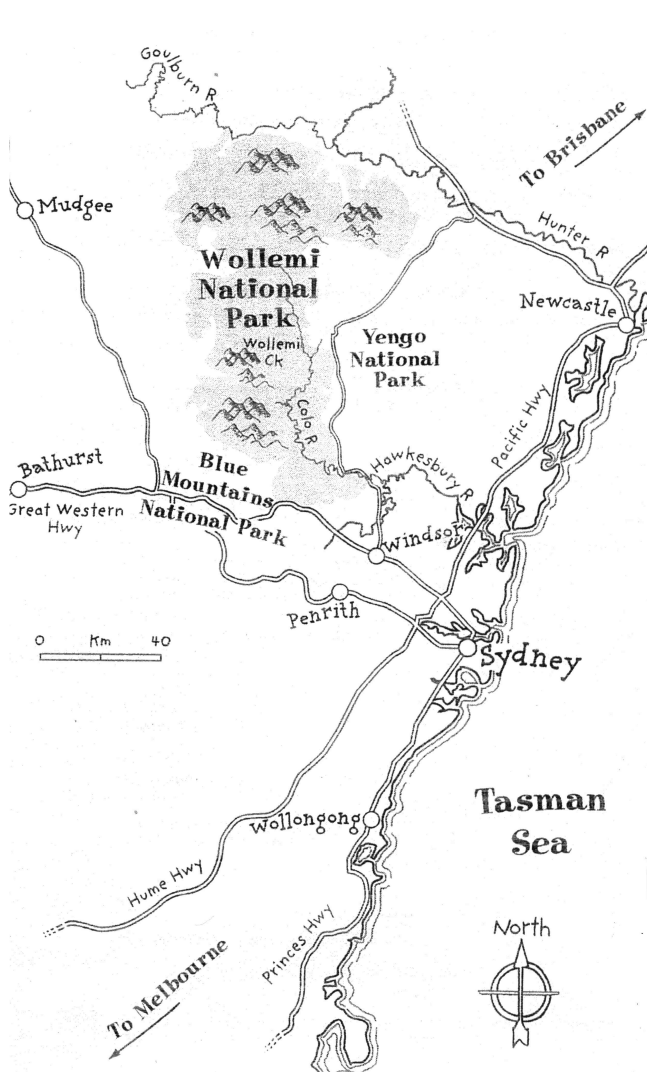 Goulburn R
To Brisbane
Mudgee
Hunter R
Wollemi
National
Park
Newcastle
Yengo
National
Park
Wollemi
Ck
Pacific Hwy
Colo R
Bathurst
Blue
Mountains
National Park
Hawkesbury R
Great Western
Hwy
Windsor
Penrith
0 Km 40
Sydney
Tasman
Sea
Wollongong
Hume Hwy
Princes Hwy
North
To Melbourne